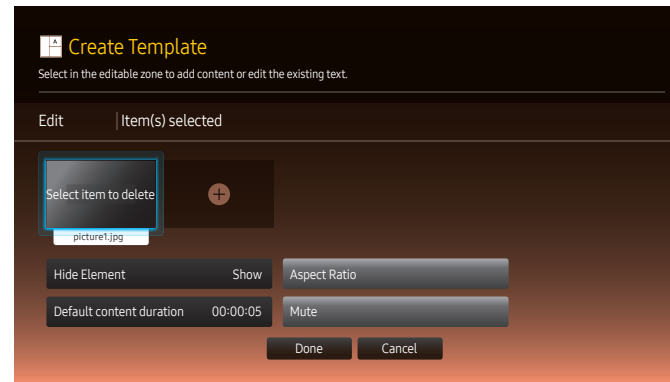 A
Create Template
Select in the editable zone to add content or edit the existing text.
Edit | Item(s) selected
Select item to delete
picture1.jpg
Hide Element Show Aspect Ratio
Default content duration 00:00:05 Mute
Done Cancel